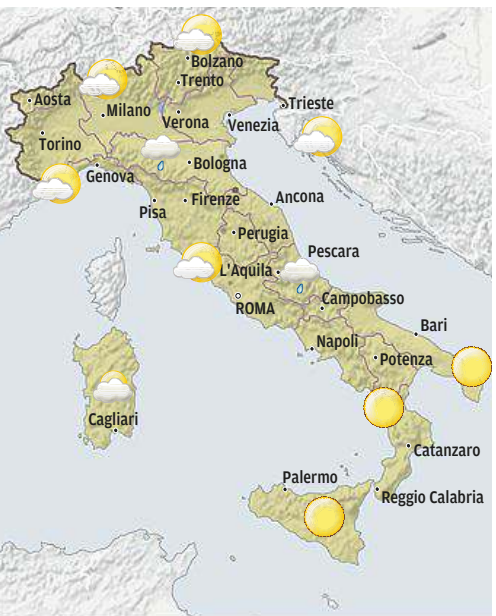 Bolzano
Trento
Aosta
Milano
Verona
Venezia
Trieste
Torino
Genova
Bologna
Pisa
Firenze
Ancona
Perugia
Pescara
L'Aquila
ROMA
Campobasso
Napoli
Bari
Potenza
Cagliari
Catanzaro
Palermo
Reggio Calabria